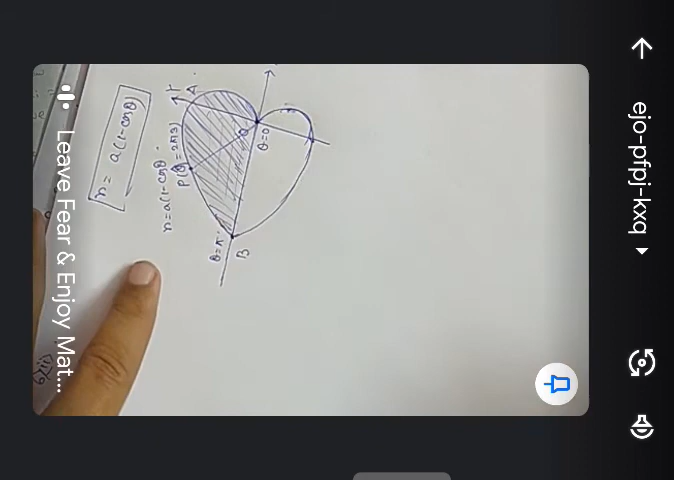 ejo-pfpj-kxq
Leave Fear & Enjoy Mat...
r = a(1-cosθ)
r=a(1-cosθ
P(θ=2π/3)
A
O
θ=0
θ=π
B